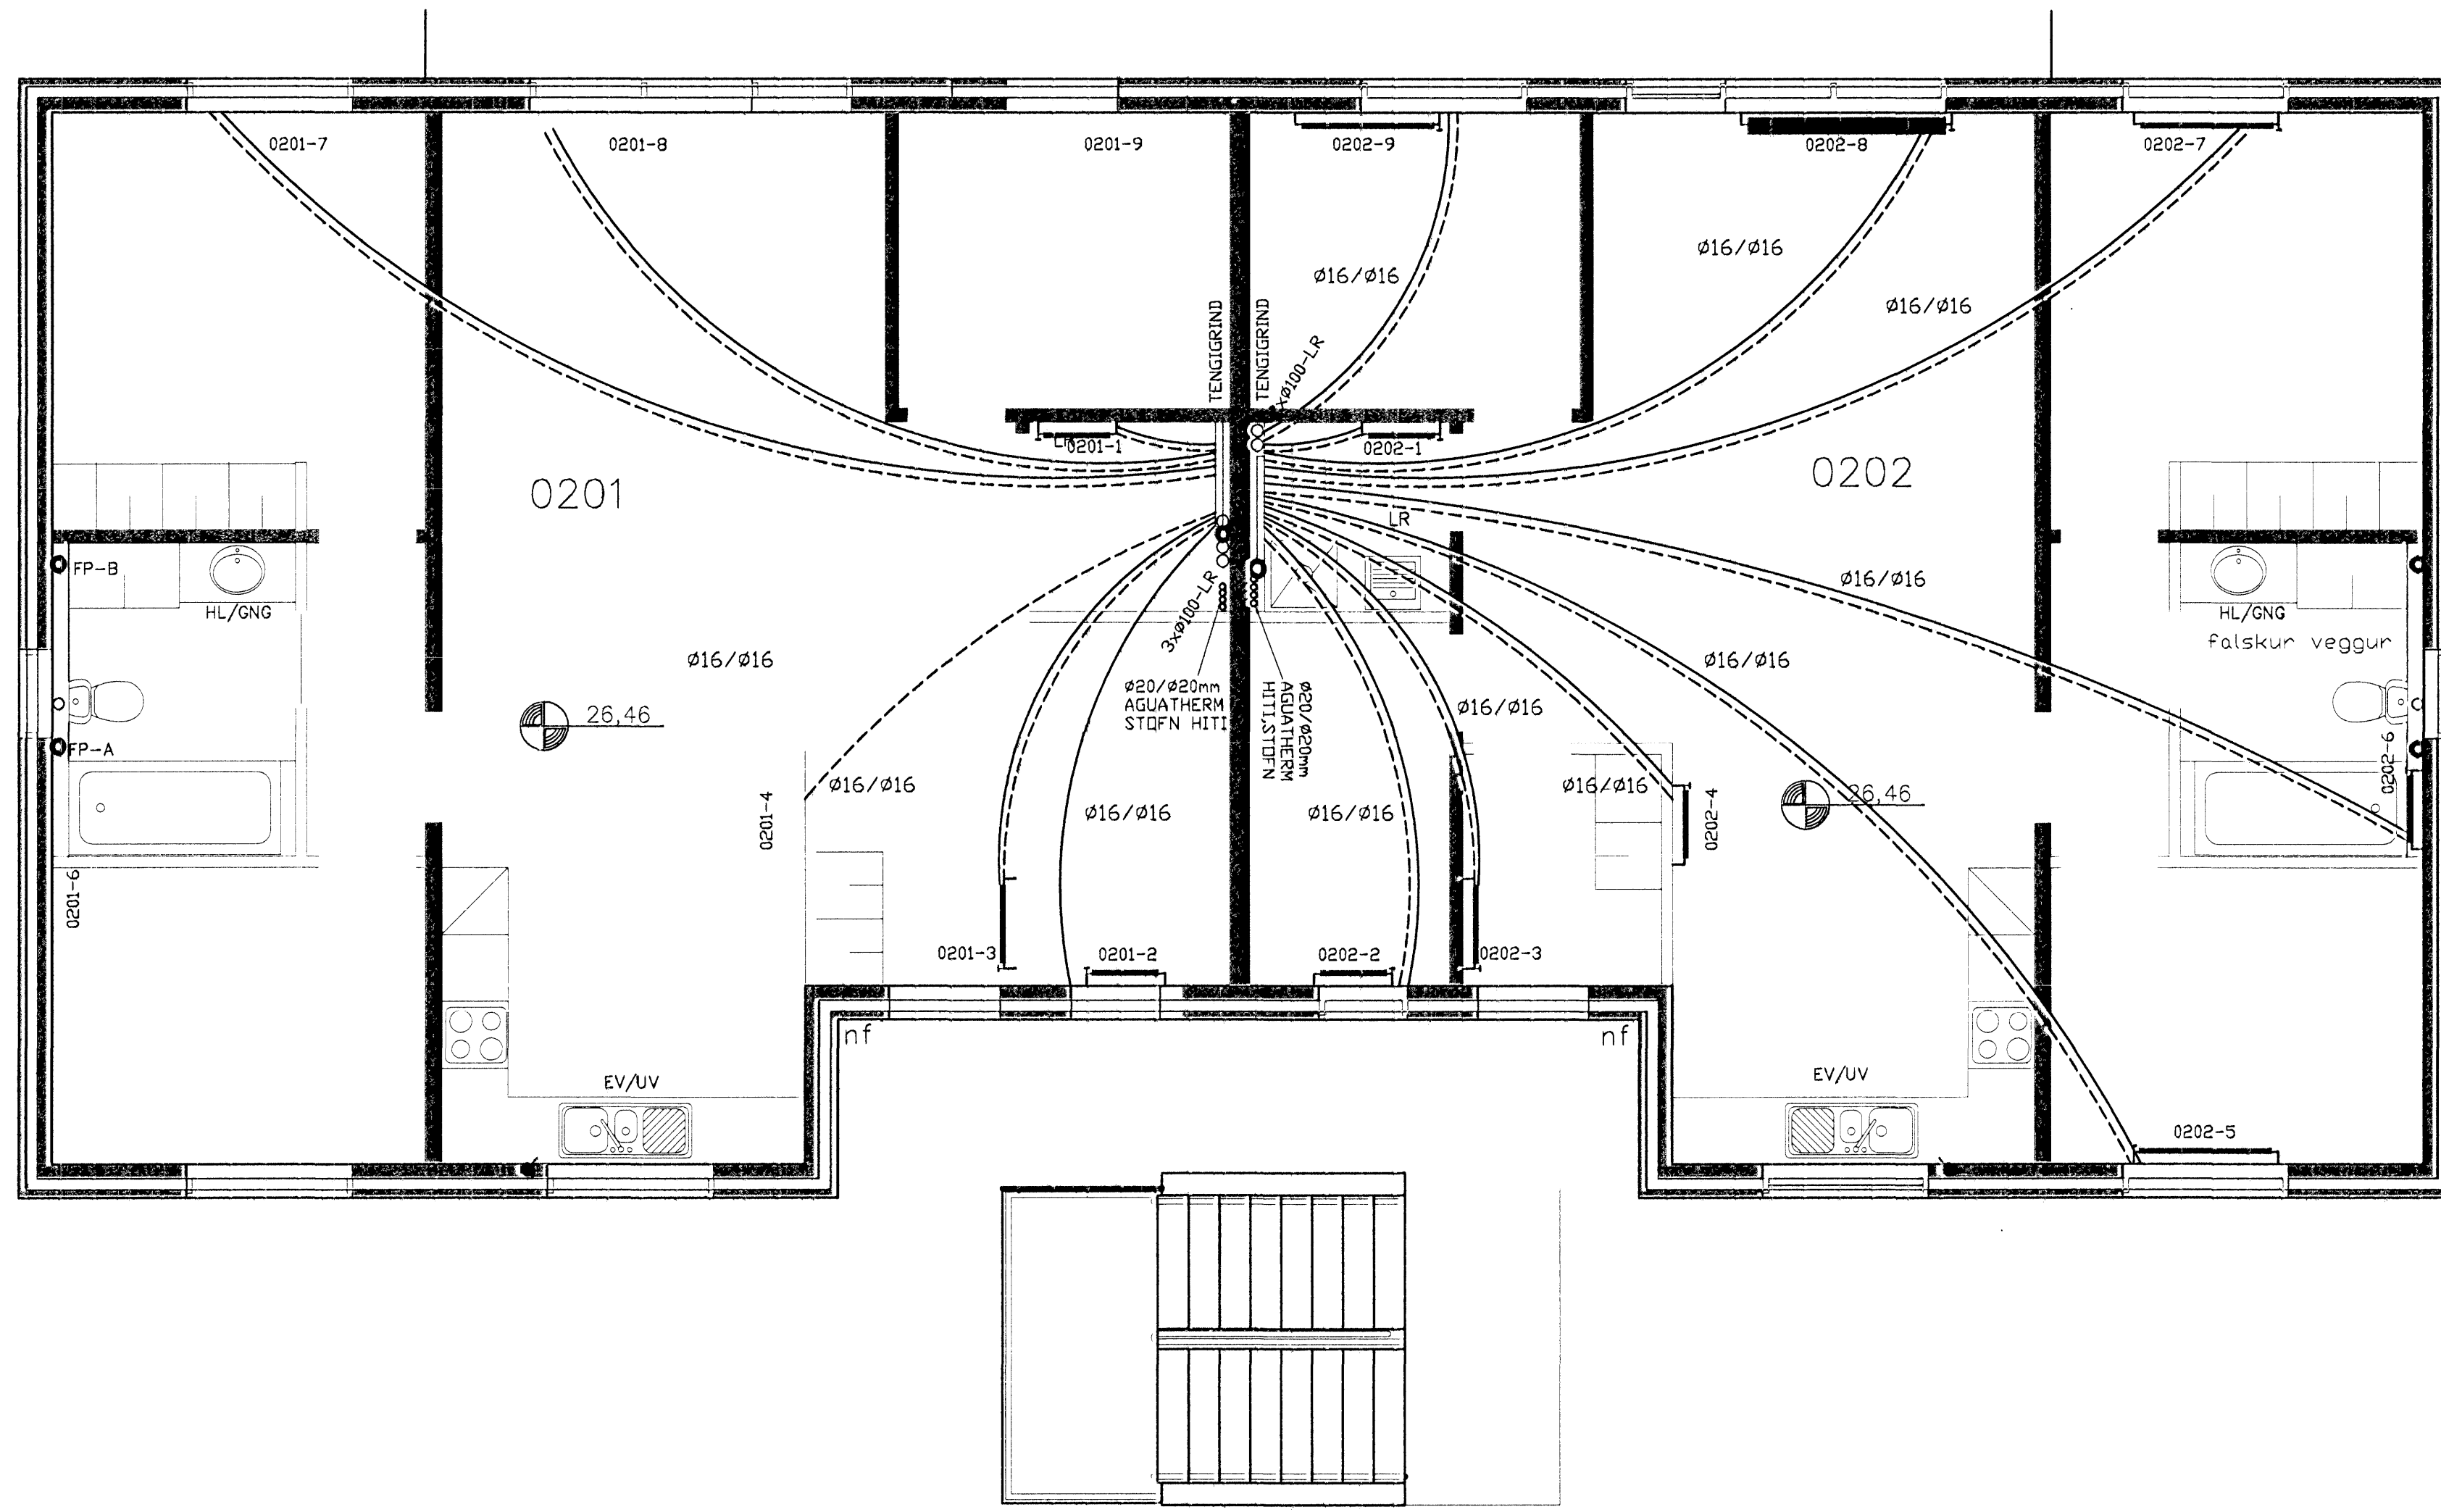 0201-7
0201-8
0201-9
0202-9
0202-8
0202-7
Ø16/Ø16
Ø16/Ø16
Ø16/Ø16
TENGIGRIND
TENGIGRIND
xØ100-LR
LR
0201-1
0202-1
0201
0202
LR
FP-B
HL/GNG
Ø16/Ø16
HL/GNG
falskur veggur
3xØ100-LR
Ø16/Ø16
Ø16/Ø16
Ø20/Ø20mm
AGUATHERM
STOFN HITI
Ø20/Ø20mm
AGUATHERM
HITI,STOFN
26,46
Ø16/Ø16
FP-A
0202-6
Ø16/Ø16
Ø16/Ø16
26,46
0201-4
Ø16/Ø16
Ø16/Ø16
0202-4
0201-6
0201-3
0201-2
0202-2
0202-3
nf
nf
EV/UV
EV/UV
0202-5